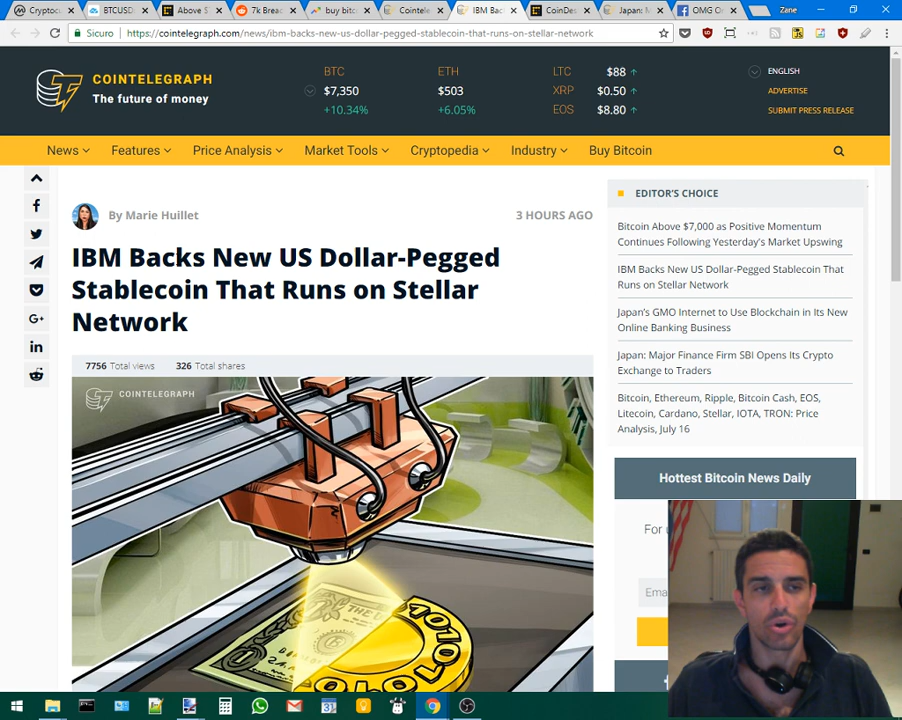 Cryptoc
BTCUSD
Above $
7k Brea
buy bitc
Cointele
IBM Bac
CoinDes
Japan: M
OMG O
Zane
Sicuro
https://cointelegraph.com/news/ibm-backs-new-us-dollar-pegged-stablecoin-that-runs-on-stellar-network
COINTELEGRAPH
The future of money
BTC
$7,350
+10.34%
ETH
$503
+6.05%
LTC $88 ↑
XRP $0.50 ↑
EOS $8.80 ↑
ENGLISH
ADVERTISE
SUBMIT PRESS RELEASE
News
Features
Price Analysis
Market Tools
Cryptopedia
Industry
Buy Bitcoin
By Marie Huillet
3 HOURS AGO
IBM Backs New US Dollar-Pegged
Stablecoin That Runs on Stellar
Network
7756 Total views 326 Total shares
COINTELEGRAPH
EDITOR'S CHOICE
Bitcoin Above $7,000 as Positive Momentum
Continues Following Yesterday's Market Upswing
IBM Backs New US Dollar-Pegged Stablecoin That
Runs on Stellar Network
Japan's GMO Internet to Use Blockchain in Its New
Online Banking Business
Japan: Major Finance Firm SBI Opens Its Crypto
Exchange to Traders
Bitcoin, Ethereum, Ripple, Bitcoin Cash, EOS,
Litecoin, Cardano, Stellar, IOTA, TRON: Price
Analysis, July 16
Hottest Bitcoin News Daily
For u
Ema